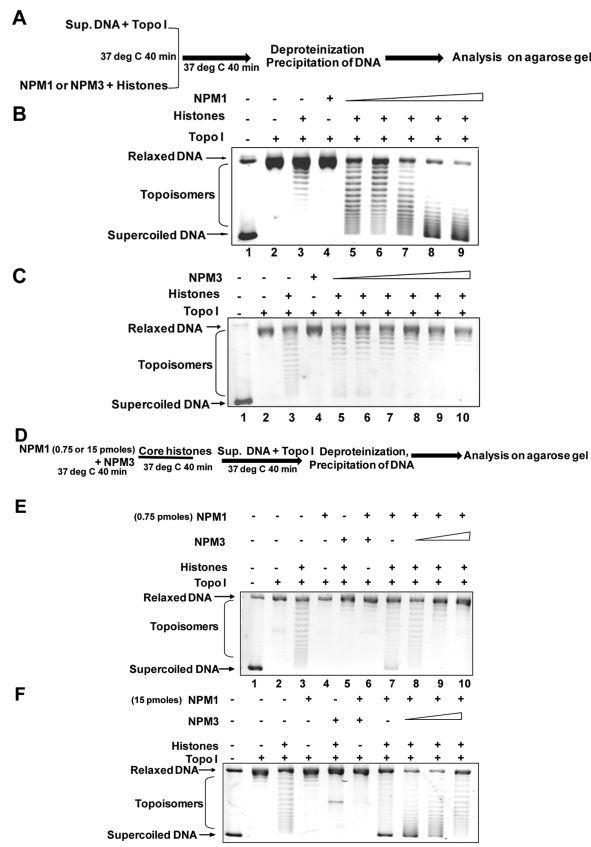 A
Sup. DNA + Topo I
37 deg C 40 min
NPM1 or NPM3 + Histones
37 deg C 40 min
Deproteinization
Precipitation of DNA
Analysis on agarose gel
B
NPM1 - - - +
Histones - - + - + + + + +
Topo I - + + + + + + + +
Relaxed DNA
Topoisomers
Supercoiled DNA
1 2 3 4 5 6 7 8 9
C
NPM3 - - - +
Histones - - + - + + + + + +
Topo I - + + + + + + + + +
Relaxed DNA
Topoisomers
Supercoiled DNA
1 2 3 4 5 6 7 8 9 10
D
NPM1 (0.75 or 15 pmoles)
+ NPM3
37 deg C 40 min
Core histones
37 deg C 40 min
Sup. DNA + Topo I
37 deg C 40 min
Deproteinization,
Precipitation of DNA
Analysis on agarose gel
E
(0.75 pmoles) NPM1 - - - + - + + + + +
NPM3 - - - - + + -
Histones - - + - + - + + + +
Topo I - + + + + + + + + +
Relaxed DNA
Topoisomers
Supercoiled DNA
1 2 3 4 5 6 7 8 9 10
F
(15 pmoles) NPM1 - - - + - + + + + +
NPM3 - - - - + + -
Histones - - + - + - + + + +
Topo I - + + + + + + + + +
Relaxed DNA
Topoisomers
Supercoiled DNA